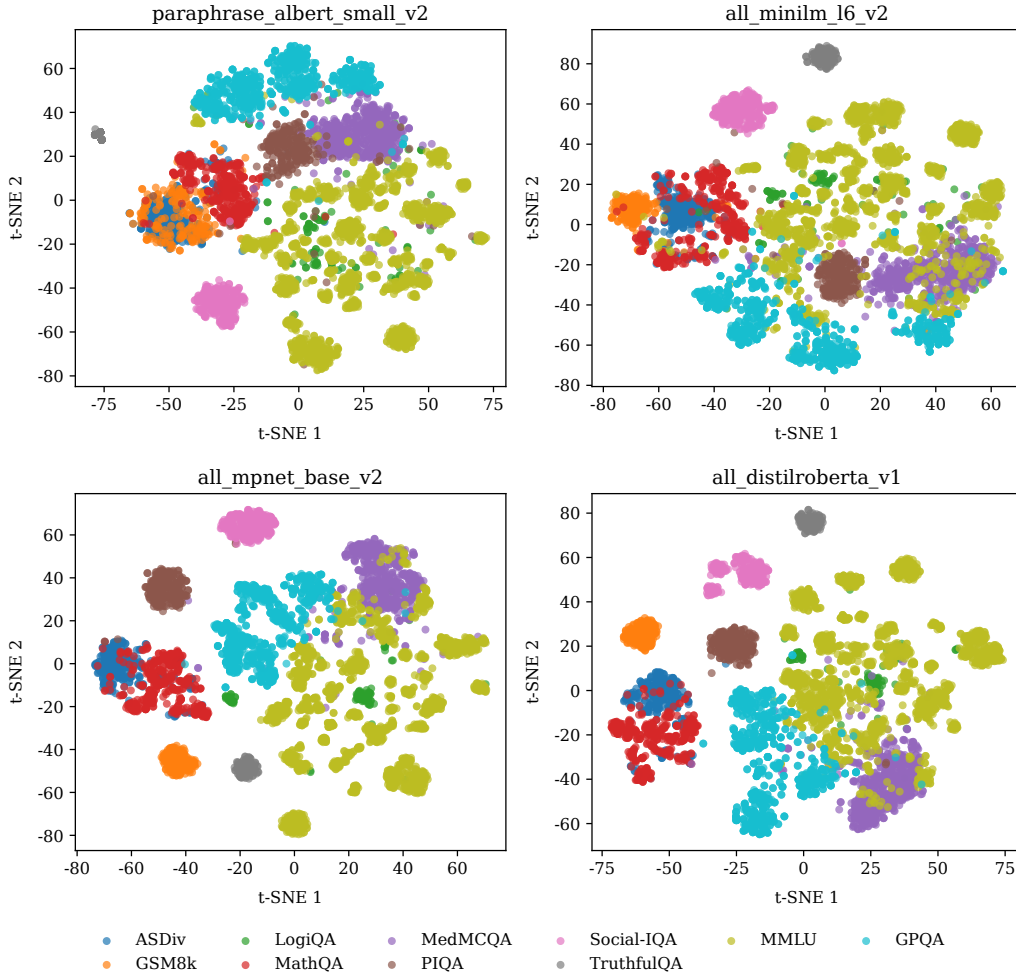 paraphrase_albert_small_v2
all_minilm_l6_v2
60
40
20
0
-20
-40
-60
-80
t-SNE 2
-75
-50
-25
0
25
50
75
t-SNE 1
80
60
40
20
0
-20
-40
-60
-80
t-SNE 2
-80
-60
-40
-20
0
20
40
60
t-SNE 1
all_mpnet_base_v2
all_distilroberta_v1
60
40
20
0
-20
-40
-60
-80
t-SNE 2
-80
-60
-40
-20
0
20
40
60
t-SNE 1
80
60
40
20
0
-20
-40
-60
t-SNE 2
-75
-50
-25
0
25
50
75
t-SNE 1
ASDiv
LogiQA
MedMCQA
Social-IQA
MMLU
GPQA
GSM8k
MathQA
PIQA
TruthfulQA